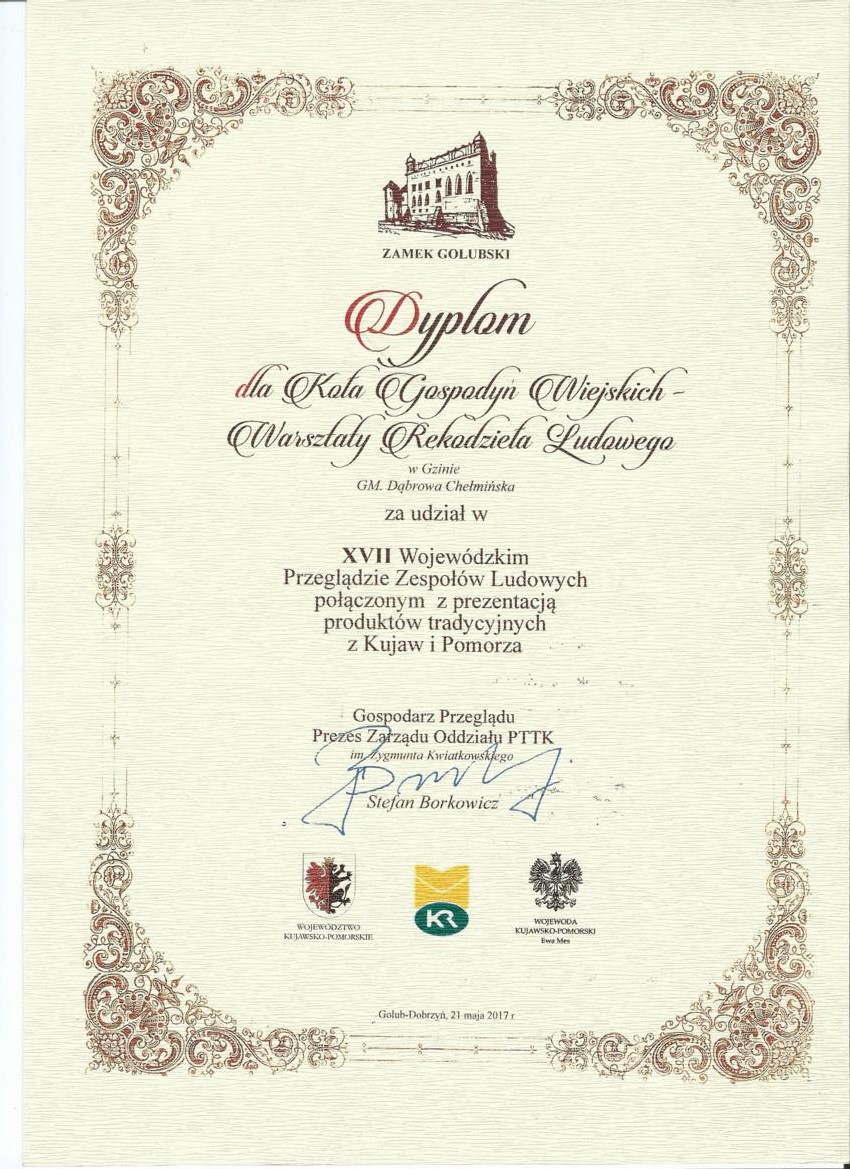 ZAMEK GOLUBSKI
Dyplom
dla Koła Gospodyń Wiejskich -
Warsztaty Rękodzieła Ludowego
w Gzinie
GM. Dąbrowa Chełmińska
za udział w
XVII Wojewódzkim
Przeglądzie Zespołów Ludowych
połączonym z prezentacją
produktów tradycyjnych
z Kujaw i Pomorza
Gospodarz Przeglądu
Prezes Zarządu Oddziału PTTK
im. Zygmunta Kwiatkowskiego
Stefan Borkowicz
WOJEWÓDZTWO
KUJAWSKO-POMORSKIE
KR
WOJEWODA
KUJAWSKO-POMORSKI
Ewa Mes
Golub-Dobrzyń, 21 maja 2017 r